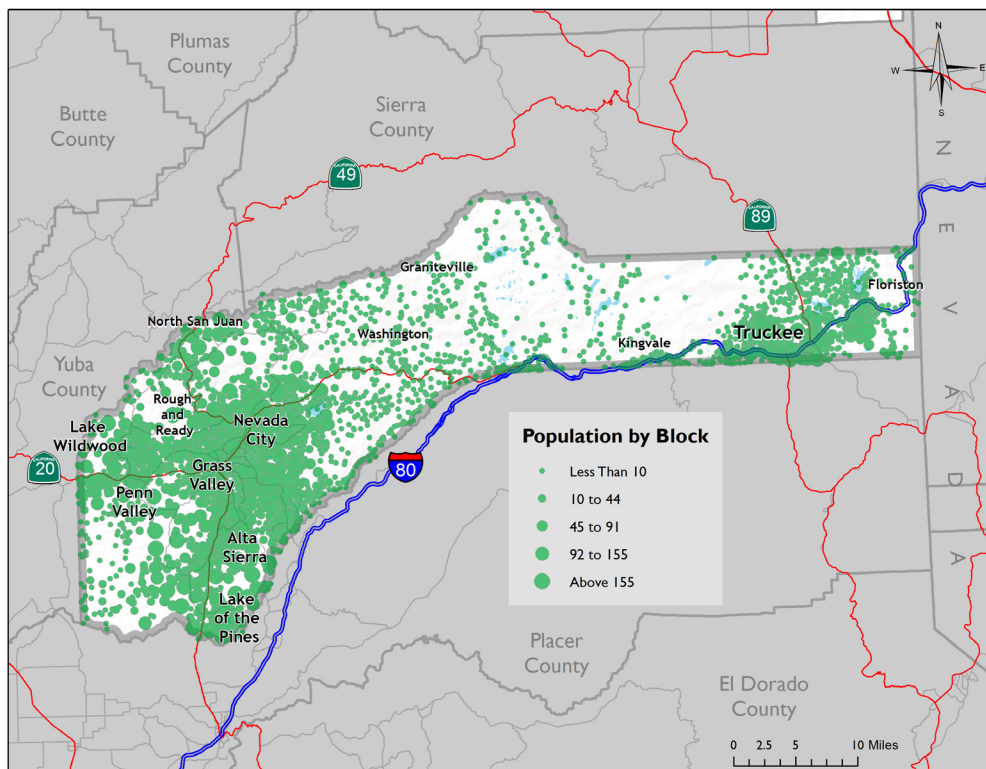 Plumas
County
N
W
E
S
Butte
County
Sierra
County
CALIFORNIA
49
CALIFORNIA
89
N
E
V
A
D
A
Graniteville
Floriston
North San Juan
Washington
Truckee
Kingvale
Yuba
County
Rough
and
Ready
Lake
Wildwood
Nevada
City
CALIFORNIA
20
Grass
Valley
80
Penn
Valley
Alta
Sierra
Lake
of the
Pines
Population by Block
Less Than 10
10 to 44
45 to 91
92 to 155
Above 155
Placer
County
El Dorado
County
0 2.5 5 10 Miles